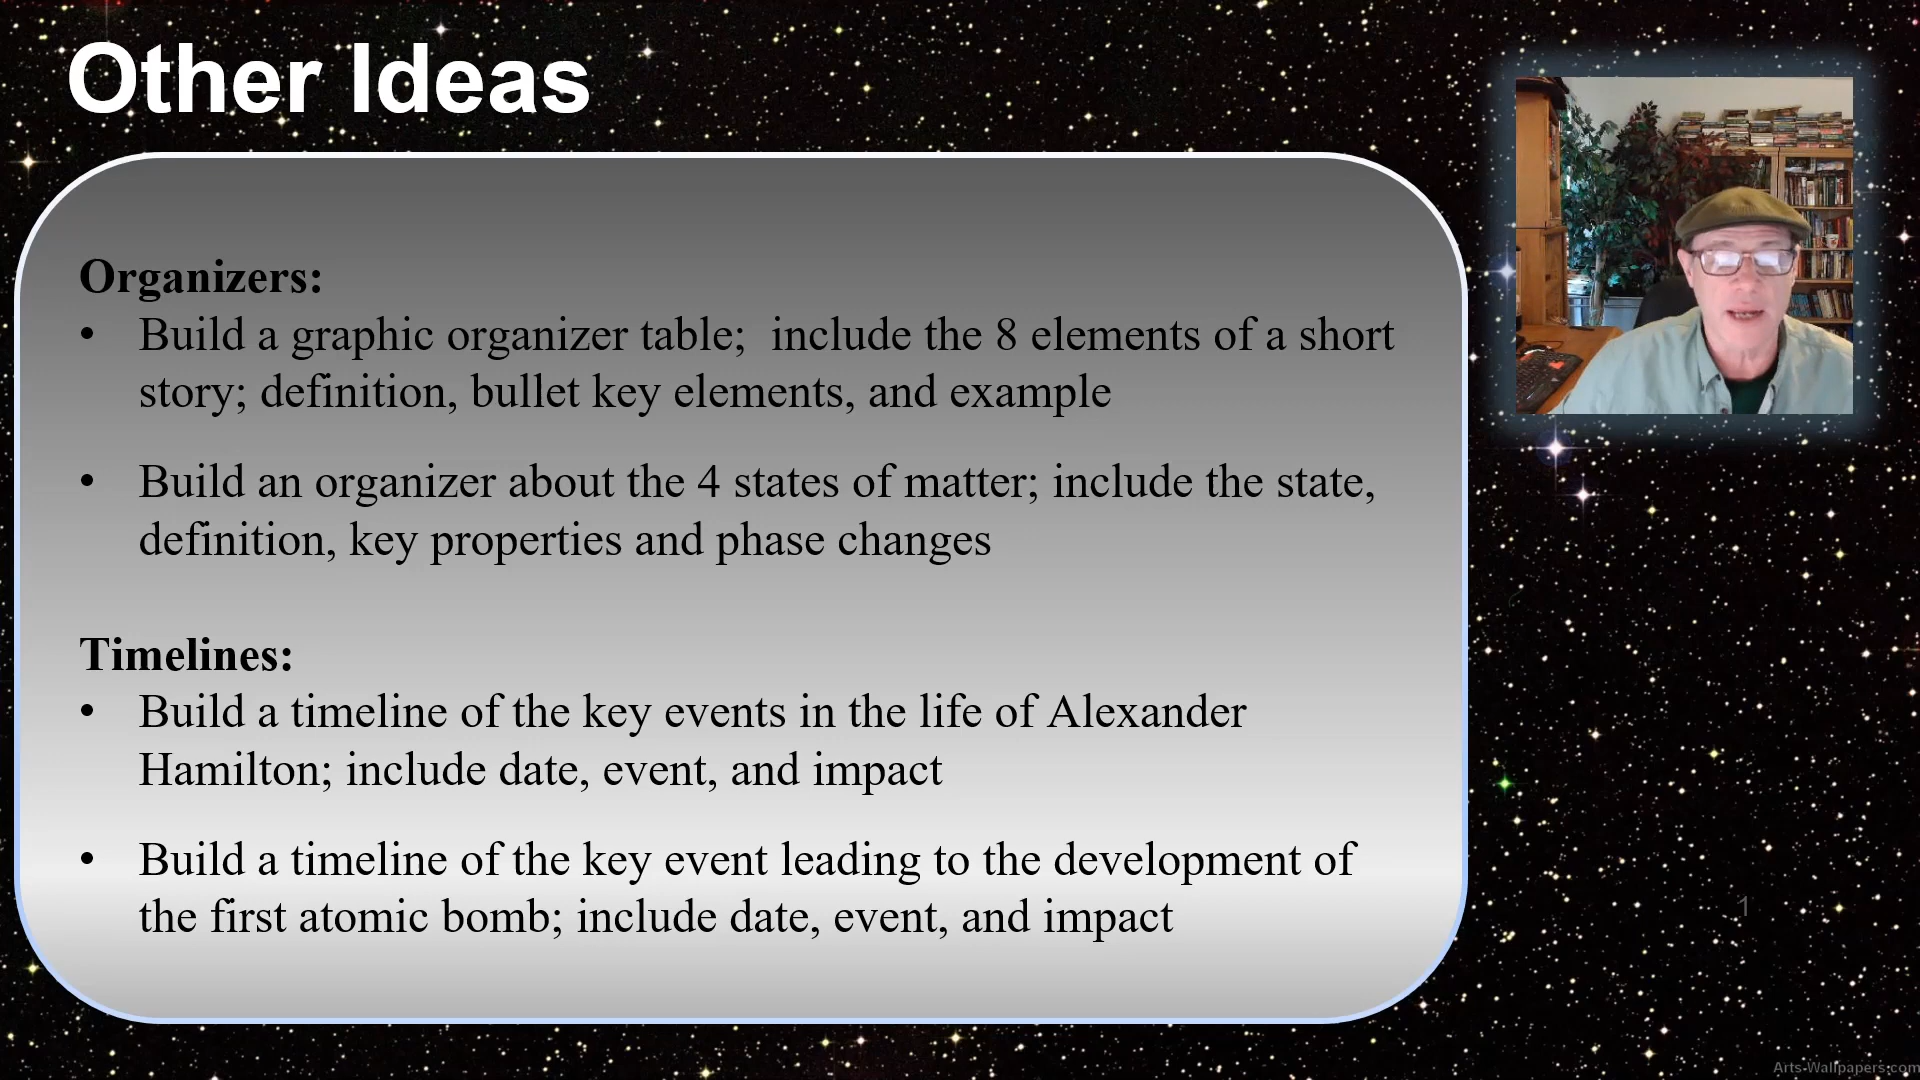 Other Ideas
Organizers:
• Build a graphic organizer table;  include the 8 elements of a short
story; definition, bullet key elements, and example
• Build an organizer about the 4 states of matter; include the state,
definition, key properties and phase changes
Timelines:
• Build a timeline of the key events in the life of Alexander
Hamilton; include date, event, and impact
• Build a timeline of the key event leading to the development of
the first atomic bomb; include date, event, and impact
1
Arts-Wallpapers.com